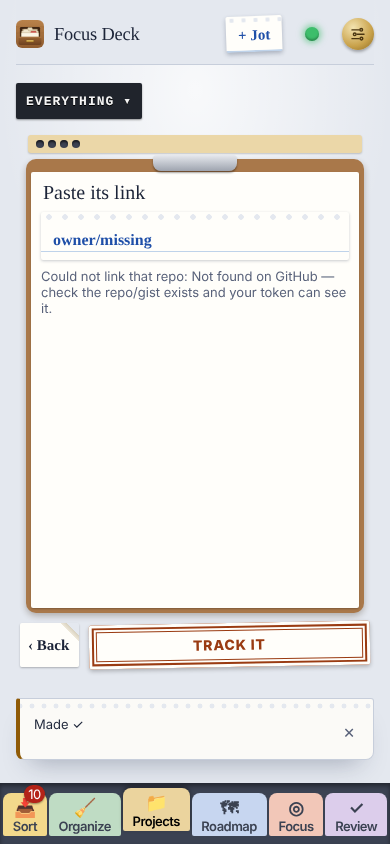 Focus Deck
+ Jot
EVERYTHING ▾
Paste its link
owner/missing
Could not link that repo: Not found on GitHub —
check the repo/gist exists and your token can see
it.
‹ Back
TRACK IT
Made ✓
×
10
Sort
Organize
Projects
Roadmap
Focus
Review